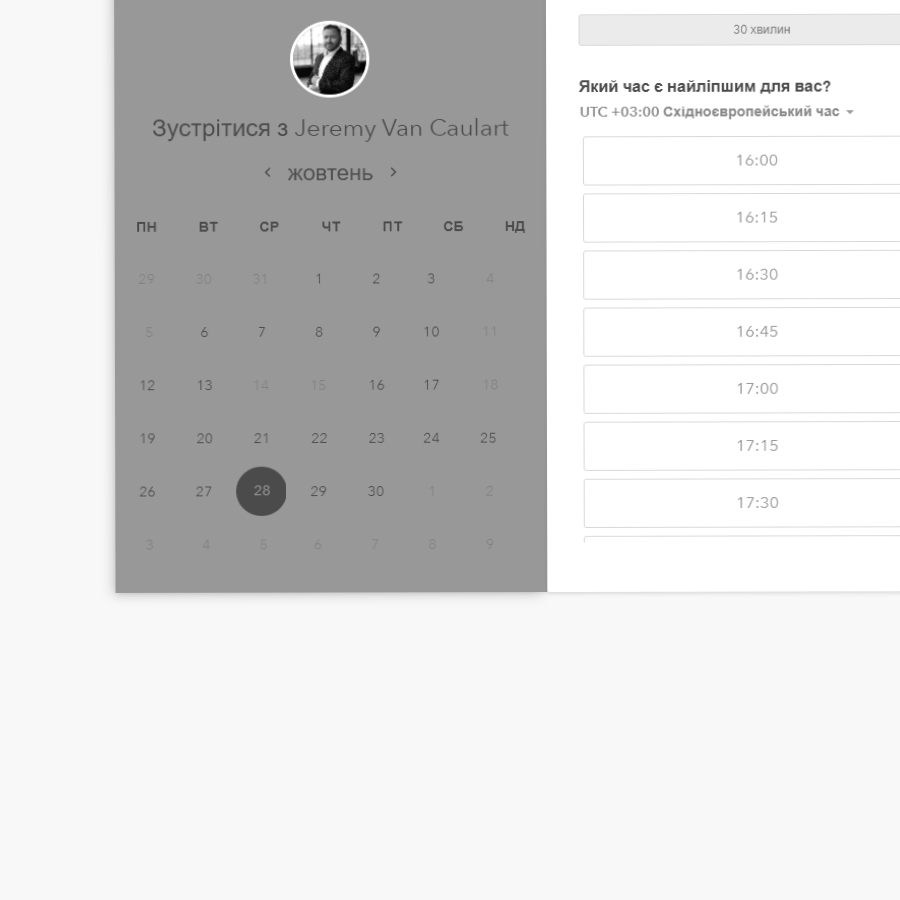 Зустрітися з Jeremy Van Caulart
жовтень
ПН ВТ СР ЧТ ПТ СБ НД
29 30 31 1 2 3 4
5 6 7 8 9 10 11
12 13 14 15 16 17 18
19 20 21 22 23 24 25
26 27 28 29 30 1 2
3 4 5 6 7 8 9
30 хвилин
Який час є найліпшим для вас?
UTC +03:00 Східноєвропейський час
16:00
16:15
16:30
16:45
17:00
17:15
17:30